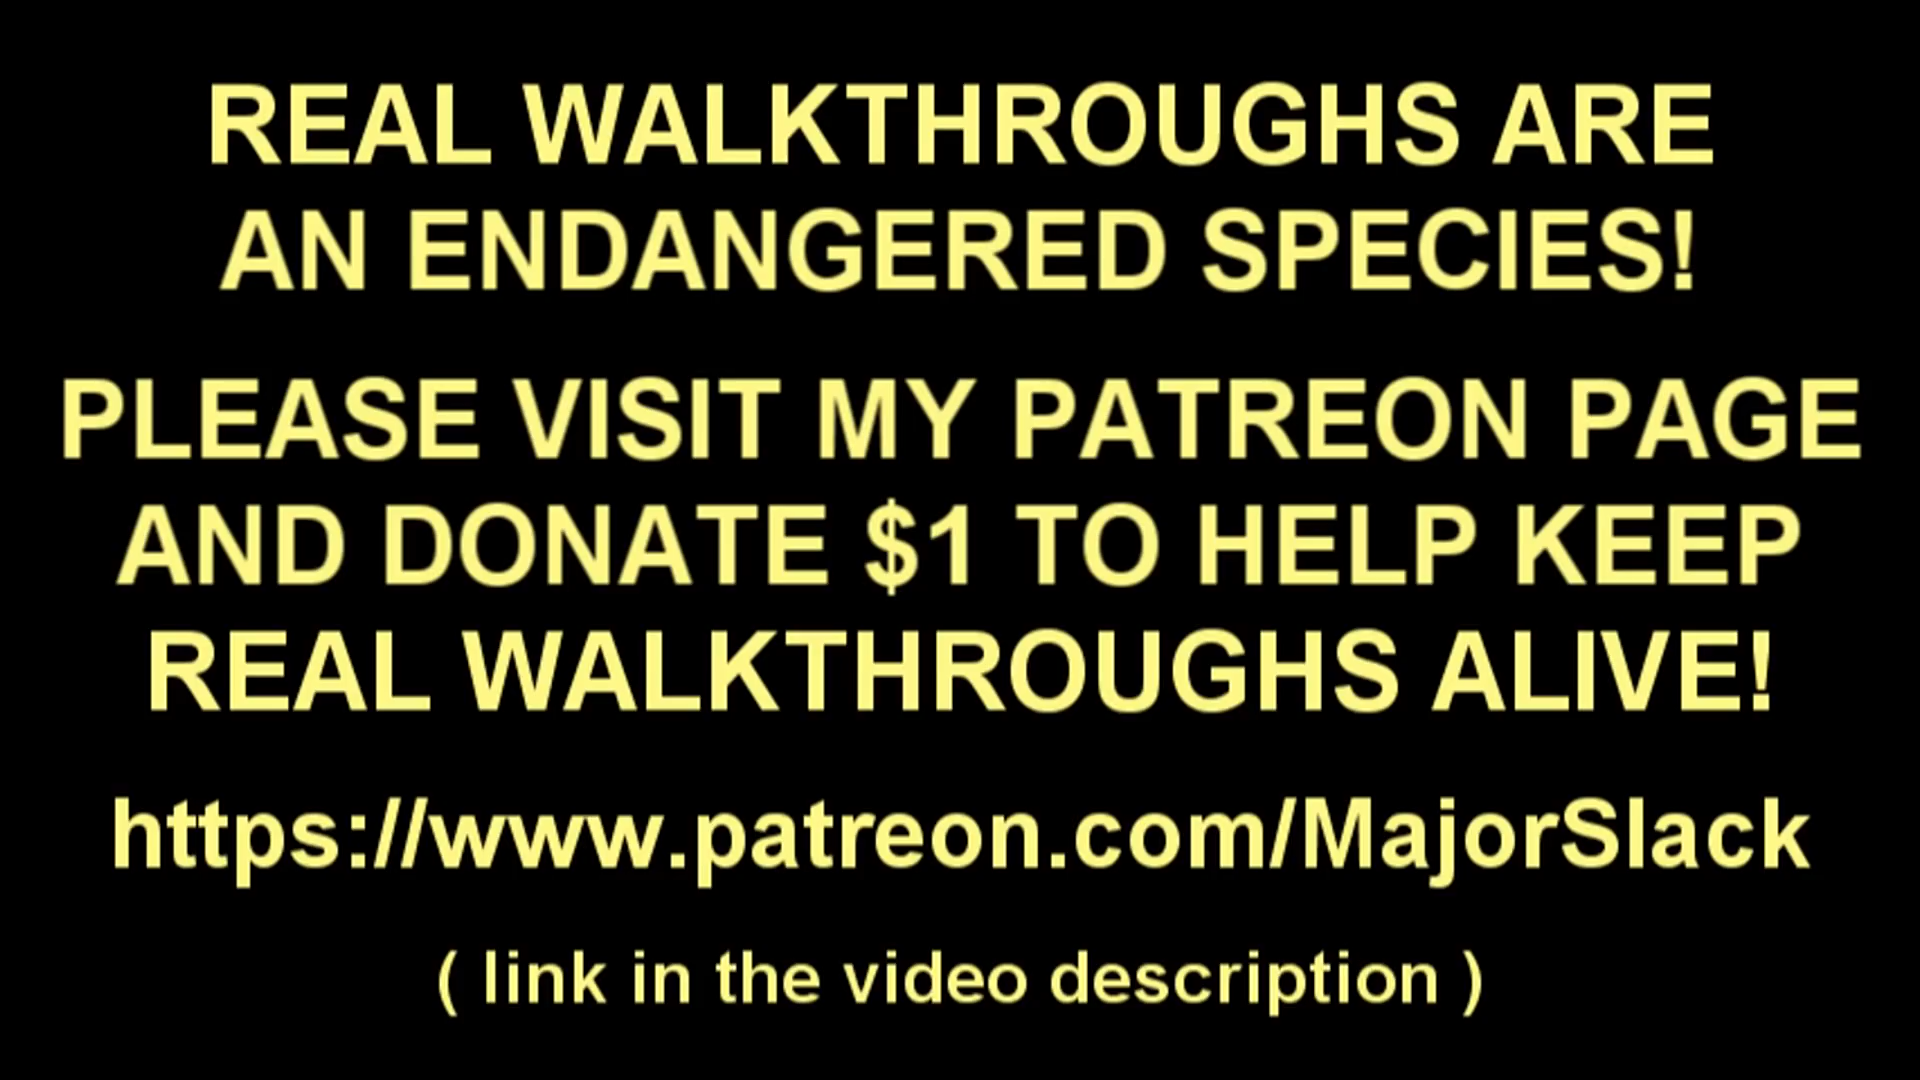 REAL WALKTHROUGHS ARE
AN ENDANGERED SPECIES!
PLEASE VISIT MY PATREON PAGE
AND DONATE $1 TO HELP KEEP
REAL WALKTHROUGHS ALIVE!
https://www.patreon.com/MajorSlack
( link in the video description )